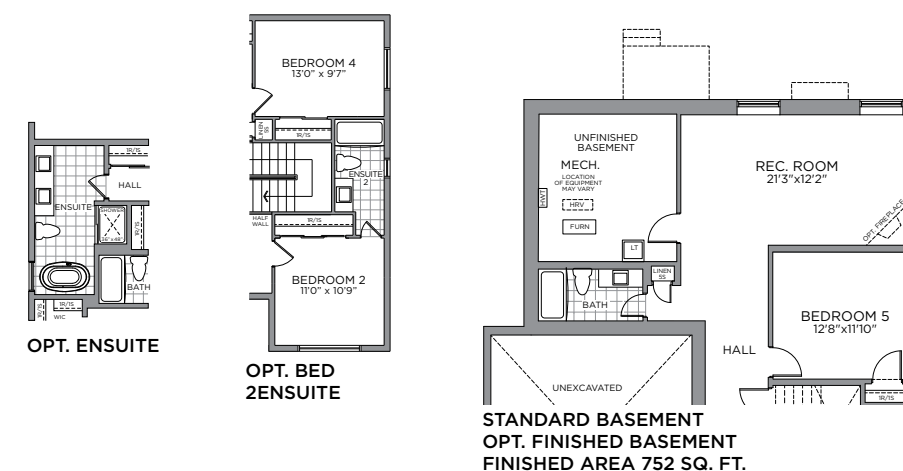 1R/1S
HALL
ENSUITE
SHOWER
36"x48"
1R/1S
BATH
1R/1S
1R/1S
WIC
OPT. ENSUITE
BEDROOM 4
13'0" x 9'7"
LINEN
5S
1R/1S
ENSUITE
2
HALF
WALL
1R/1S
BEDROOM 2
11'0" x 10'9"
OPT. BED
2ENSUITE
UNFINISHED
BASEMENT
MECH.
LOCATION
OF EQUIPMENT
MAY VARY
HWT
HRV
FURN
LT
REC. ROOM
21'3"x12'2"
OPT. FIREPLACE
LINEN
5S
BATH
BEDROOM 5
12'8"x11'10"
HALL
UNEXCAVATED
1R/1S
STANDARD BASEMENT
OPT. FINISHED BASEMENT
FINISHED AREA 752 SQ. FT.